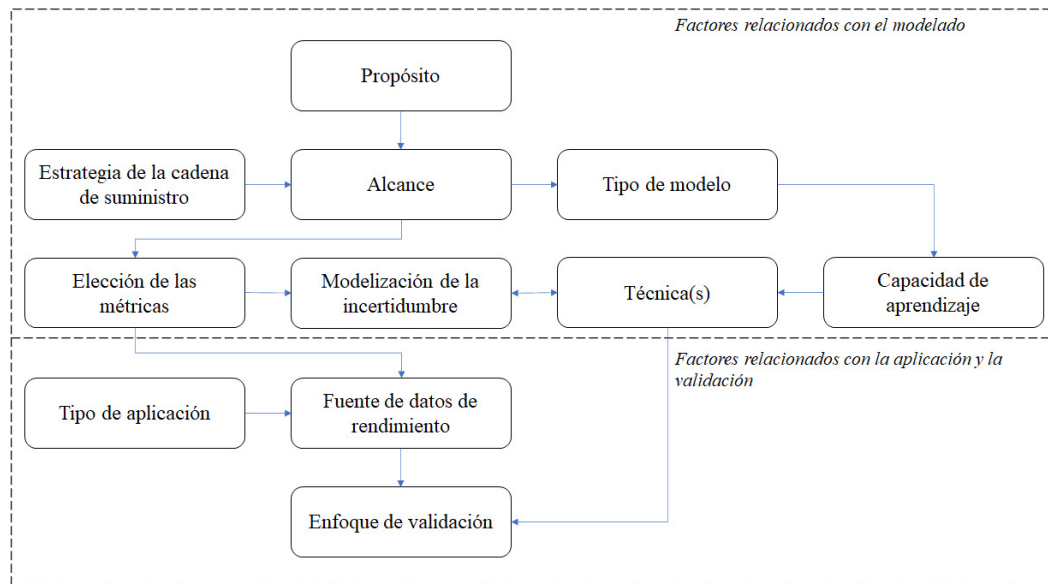 Factores relacionados con el modelado
Propósito
Estrategia de la cadena
de suministro
Alcance
Tipo de modelo
Elección de las
métricas
Modelización de la
incertidumbre
Técnica(s)
Capacidad de
aprendizaje
Factores relacionados con la aplicación y la
validación
Tipo de aplicación
Fuente de datos de
rendimiento
Enfoque de validación